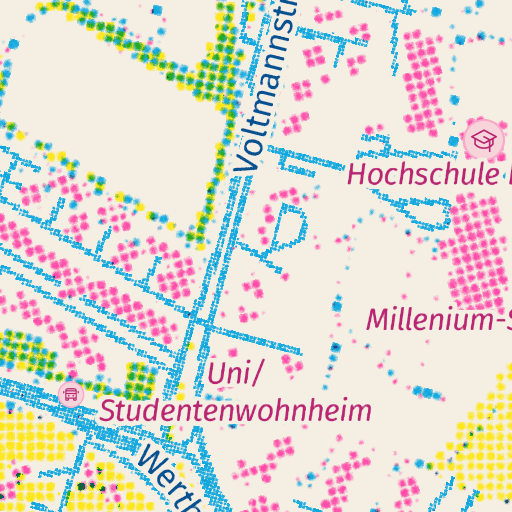 Voltmannstr
Hochschule
Millenium-S
Uni/
Studentenwohnheim
Werth